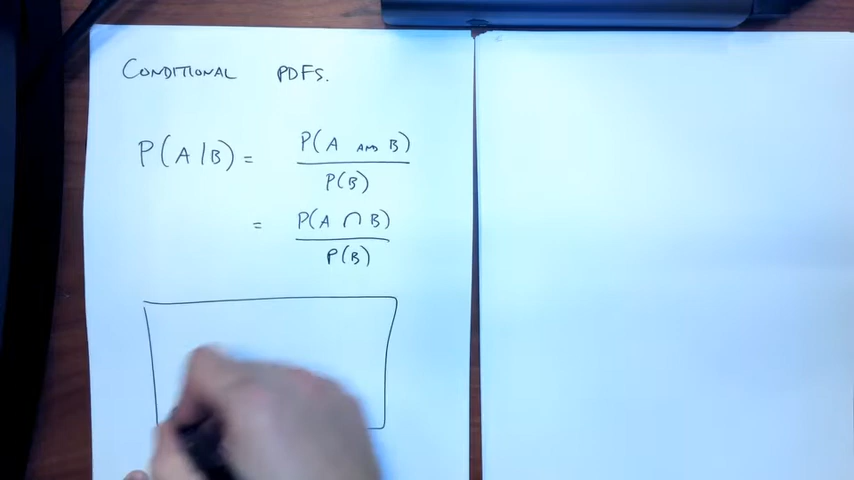 CONDITIONAL PDFS.
P(A|B) = P(A AND B)
P(B)
= P(A ∩ B)
P(B)